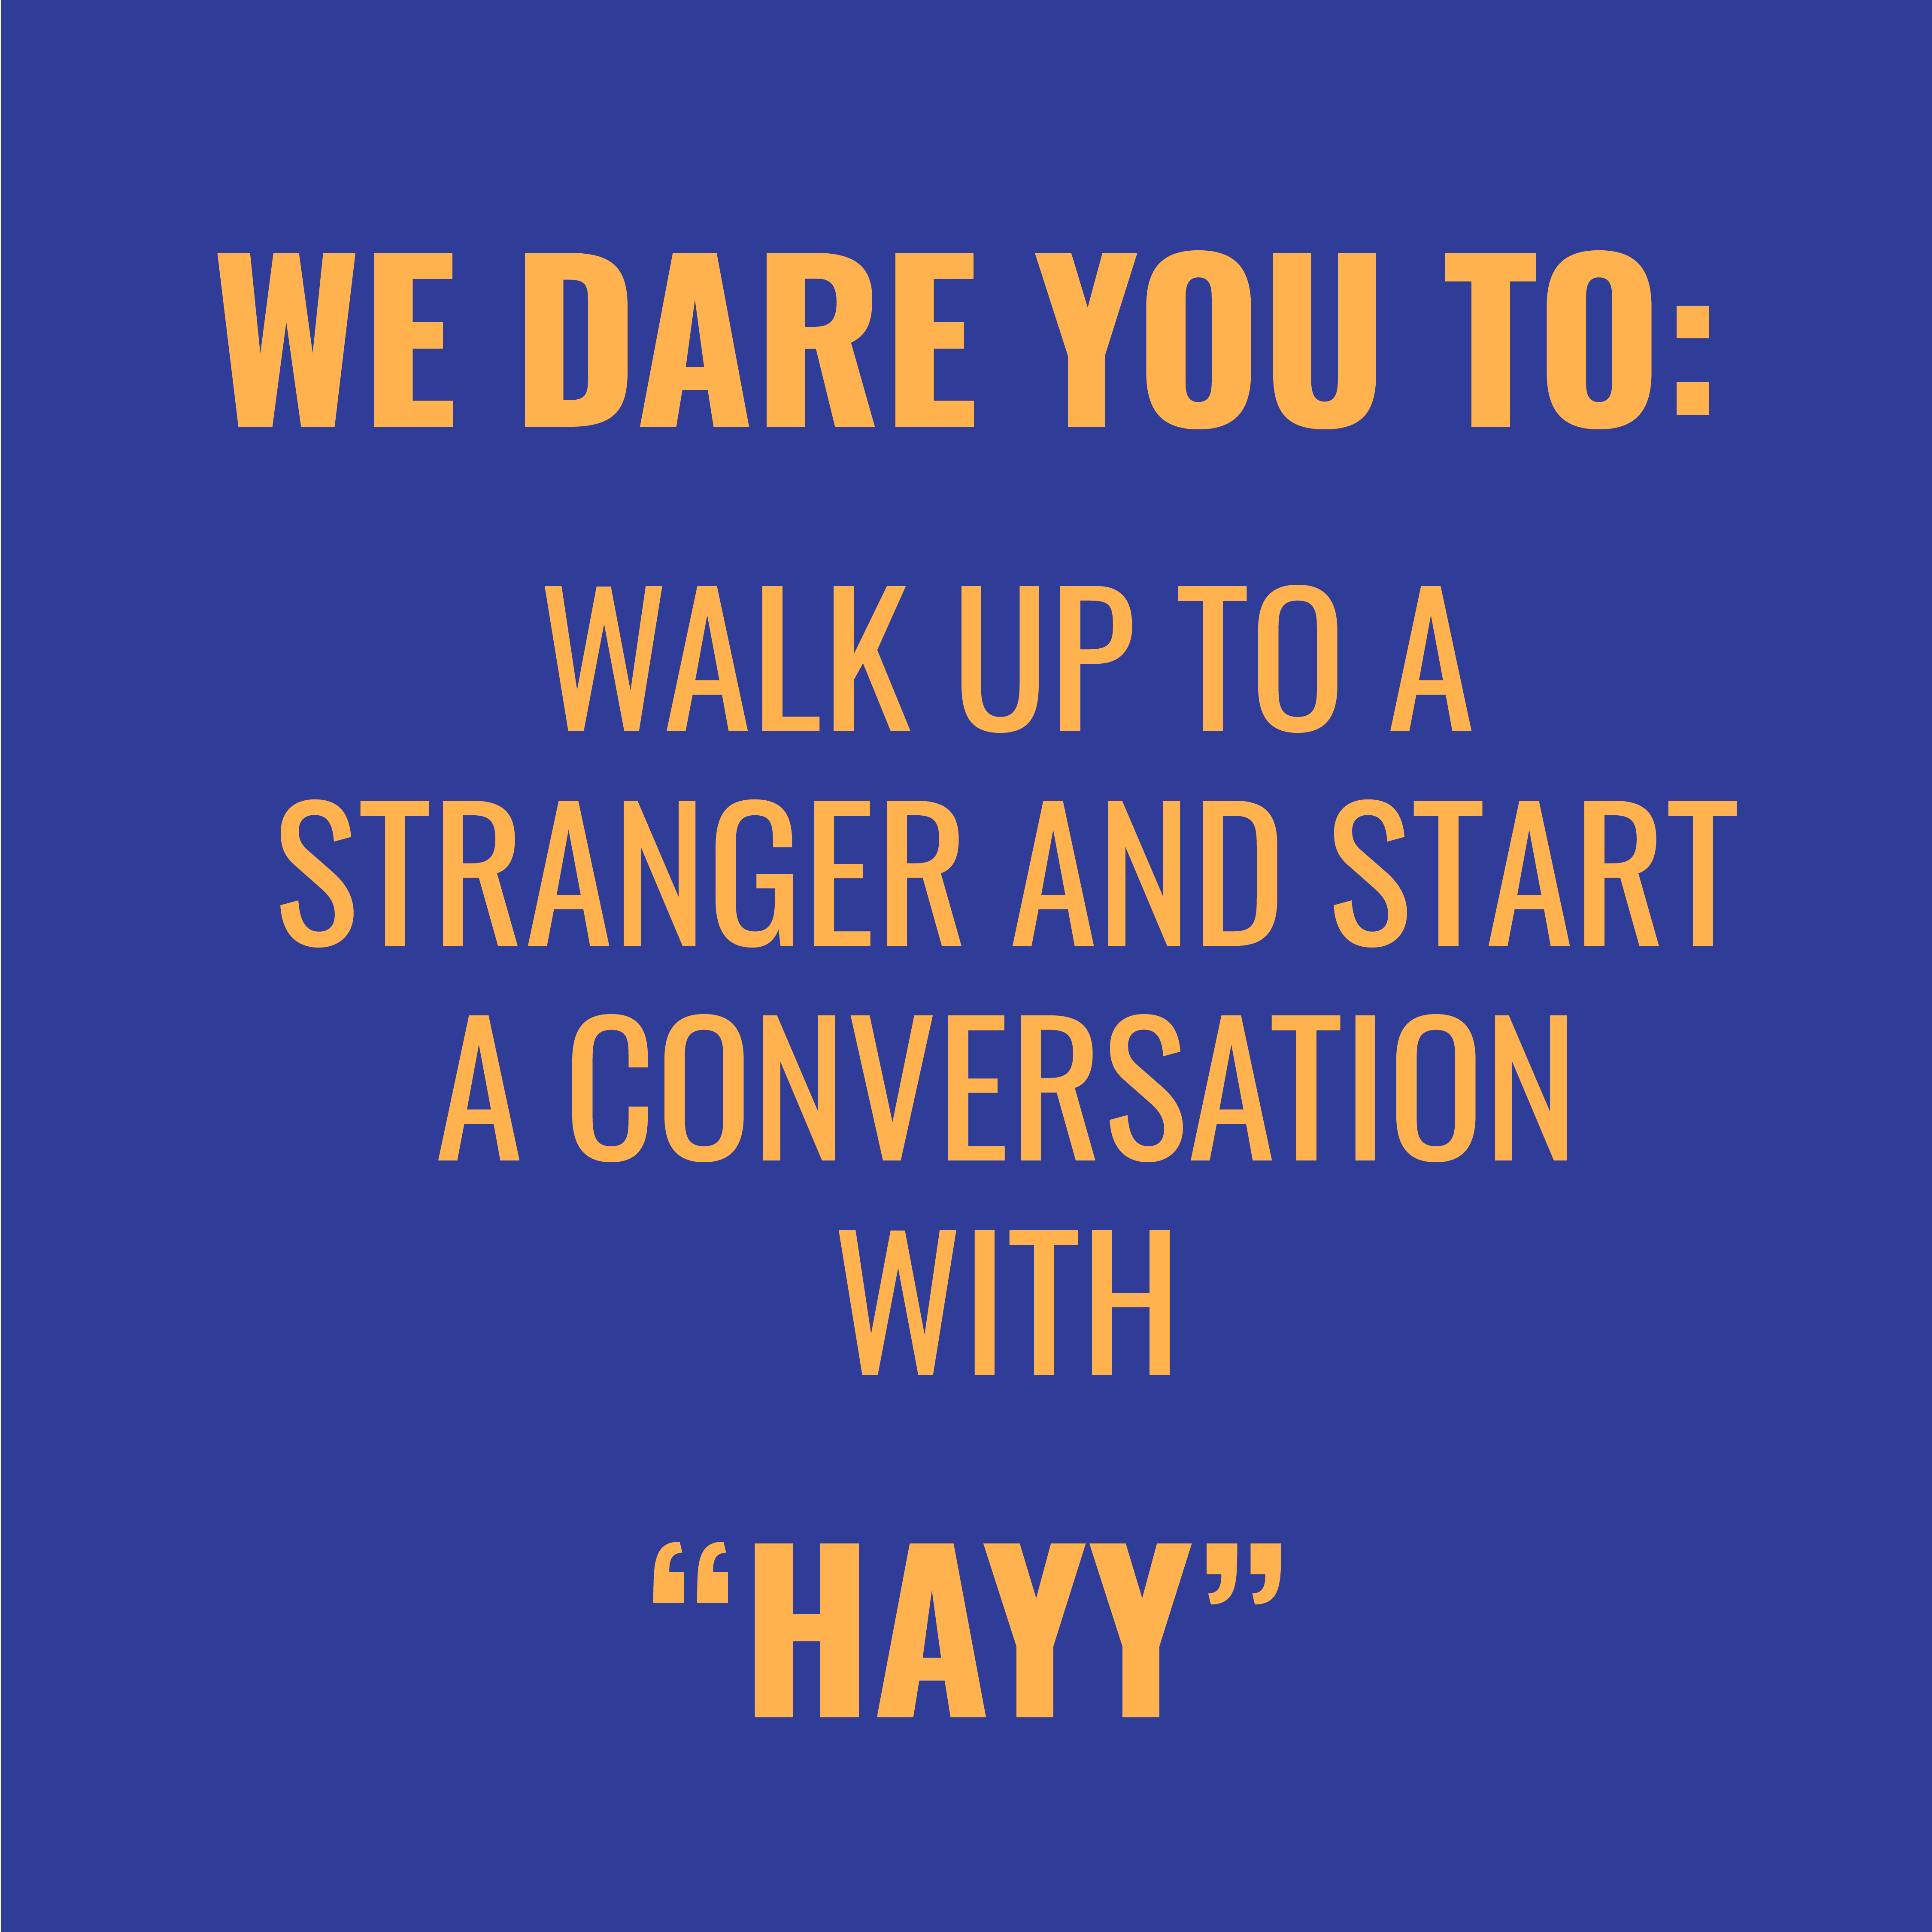 WE DARE YOU TO:
WALK UP TO A
STRANGER AND START
A CONVERSATION
WITH
“HAYY”